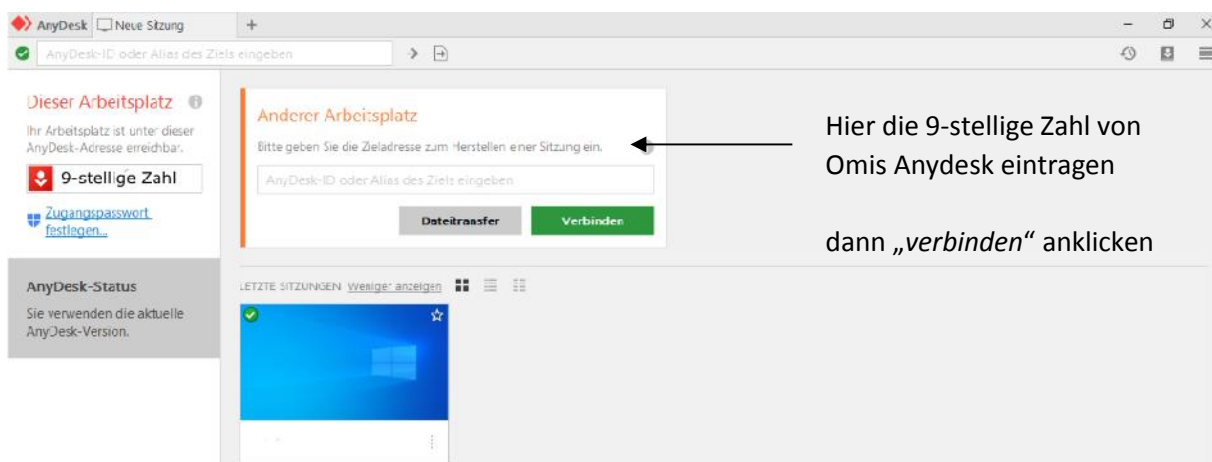 AnyDesk Neue Sitzung +
AnyDesk-ID oder Alias des Ziels eingeben
Dieser Arbeitsplatz
Ihr Arbeitsplatz ist unter dieser
AnyDesk-Adresse erreichbar.
9-stellige Zahl
Zugangspasswort
festlegen...
AnyDesk-Status
Sie verwenden die aktuelle
AnyDesk-Version.
Anderer Arbeitsplatz
Bitte geben Sie die Zieladresse zum Herstellen einer Sitzung ein.
AnyDesk-ID oder Alias des Ziels eingeben
Dateitransfer Verbinden
LETZTE SITZUNGEN Weniger anzeigen
Hier die 9-stellige Zahl von
Omis Anydesk eintragen
dann „verbinden“ anklicken